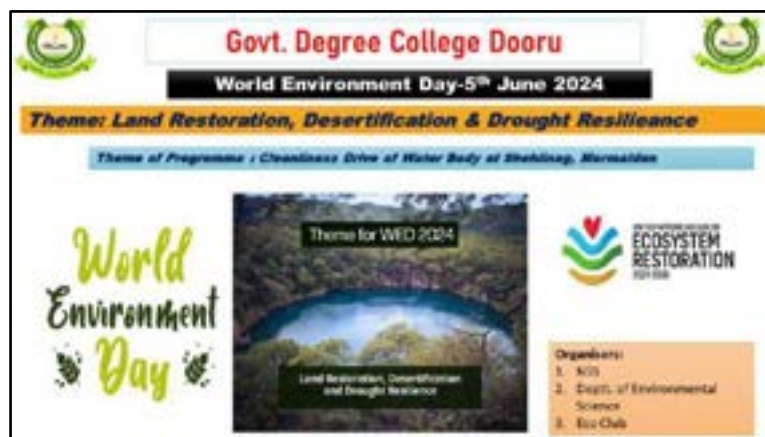 Govt. Degree College Dooru
World Environment Day-5th June 2024
Theme: Land Restoration, Desertification & Drought Resilieance
Theme of Programme : Cleanliness Drive of Water Body at
World
Environment
Day
Theme for WED 2024
Land Restoration, Desertification
and Drought Resilience
ECOSYSTEM
RESTORATION
Organisers:
1. NSS
2. Deptt. of Environmental
Science
3. Eco Club